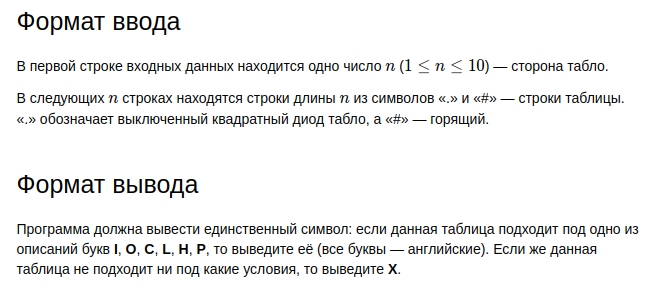 Формат ввода
В первой строке входных данных находится одно число n (1 ≤ n ≤ 10) — сторона табло.
В следующих n строках находятся строки длины n из символов «.» и «#» — строки таблицы.
«.» обозначает выключенный квадратный диод табло, а «#» — горящий.
Формат вывода
Программа должна вывести единственный символ: если данная таблица подходит под одно из
описаний букв I, O, C, L, H, P, то выведите её (все буквы — английские). Если же данная
таблица не подходит ни под какие условия, то выведите X.